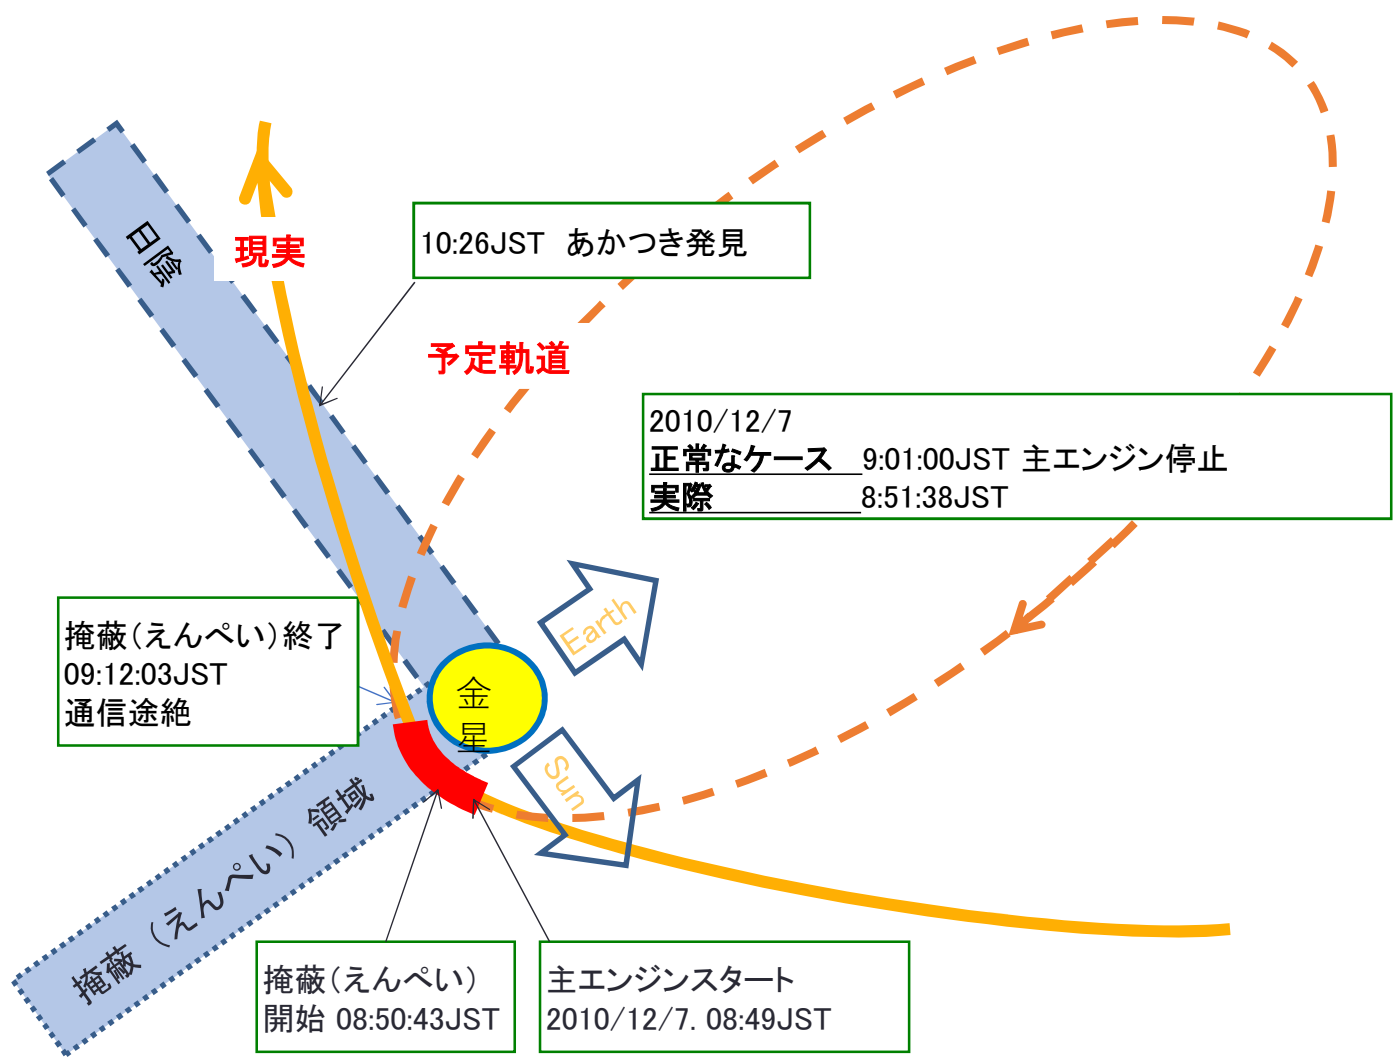 日陰
現実
10:26JST あかつき発見
予定軌道
2010/12/7
正常なケース 9:01:00JST 主エンジン停止
実際 8:51:38JST
Earth
掩蔽(えんぺい)終了
09:12:03JST
通信途絶
金
星
Sun
掩蔽(えんぺい)領域
掩蔽(えんぺい)
開始 08:50:43JST
主エンジンスタート
2010/12/7. 08:49JST